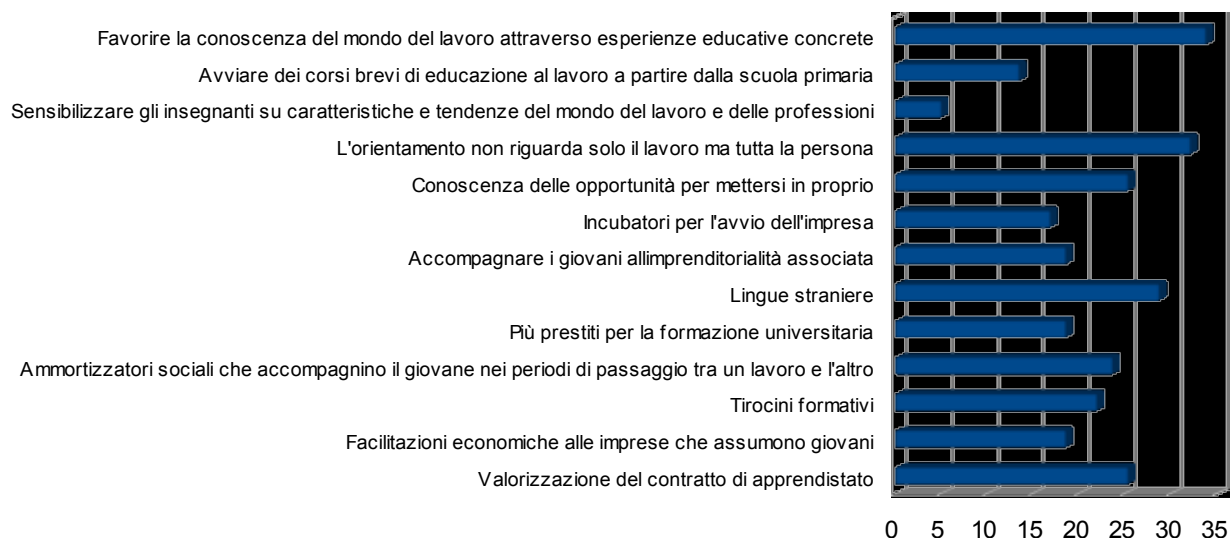 Favorire la conoscenza del mondo del lavoro attraverso esperienze educative concrete
Avviare dei corsi brevi di educazione al lavoro a partire dalla scuola primaria
Sensibilizzare gli insegnanti su caratteristiche e tendenze del mondo del lavoro e delle professioni
L'orientamento non riguarda solo il lavoro ma tutta la persona
Conoscenza delle opportunità per mettersi in proprio
Incubatori per l'avvio dell'impresa
Accompagnare i giovani allimprenditorialità associata
Lingue straniere
Più prestiti per la formazione universitaria
Ammortizzatori sociali che accompagnino il giovane nei periodi di passaggio tra un lavoro e l'altro
Tirocini formativi
Facilitazioni economiche alle imprese che assumono giovani
Valorizzazione del contratto di apprendistato
0 5 10 15 20 25 30 35